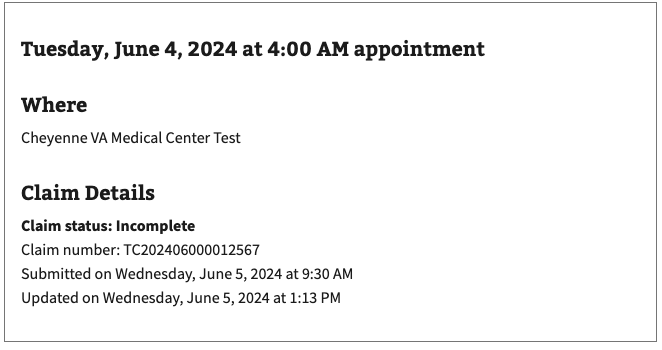 Tuesday, June 4, 2024 at 4:00 AM appointment
Where
Cheyenne VA Medical Center Test
Claim Details
Claim status: Incomplete
Claim number: TC202406000012567
Submitted on Wednesday, June 5, 2024 at 9:30 AM
Updated on Wednesday, June 5, 2024 at 1:13 PM